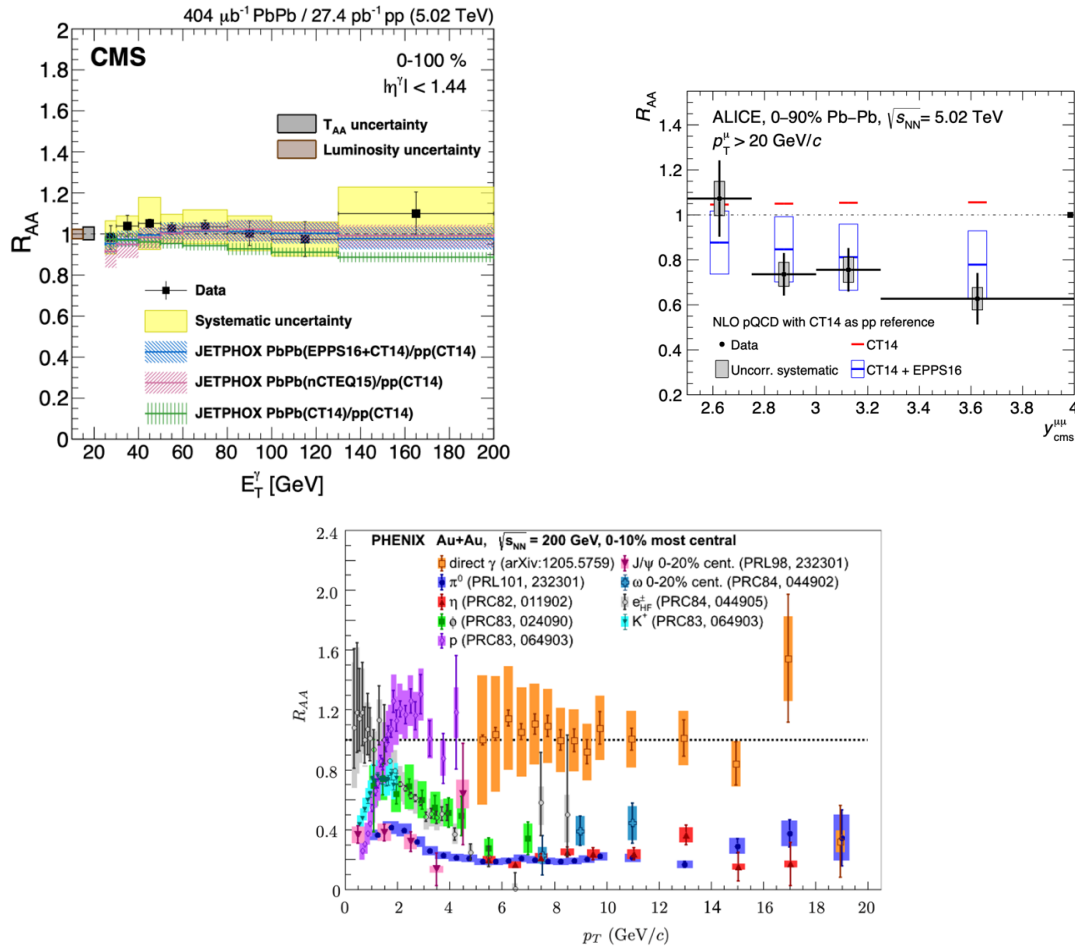 404 μb⁻¹ PbPb / 27.4 pb⁻¹ pp (5.02 TeV)
CMS
0-100 %
|η^γ| < 1.44
T_AA uncertainty
Luminosity uncertainty
Data
Systematic uncertainty
JETPHOX PbPb(EPPS16+CT14)/pp(CT14)
JETPHOX PbPb(nCTEQ15)/pp(CT14)
JETPHOX PbPb(CT14)/pp(CT14)
R_AA
2
1.8
1.6
1.4
1.2
1
0.8
0.6
0.4
0.2
0
20 40 60 80 100 120 140 160 180 200
E_T^γ [GeV]
R_AA
ALICE, 0–90% Pb–Pb, √s_NN = 5.02 TeV
p_T^μ > 20 GeV/c
1.4
1.2
1
0.8
0.6
0.4
0.2
NLO pQCD with CT14 as pp reference
Data CT14
Uncorr. systematic CT14 + EPPS16
2.6 2.8 3 3.2 3.4 3.6 3.8 4
y_cms^μμ
PHENIX Au+Au, √s_NN = 200 GeV, 0-10% most central
direct γ (arXiv:1205.5759)
π⁰ (PRL101, 232301)
η (PRC82, 011902)
ϕ (PRC83, 024090)
p (PRC83, 064903)
J/ψ 0-20% cent. (PRL98, 232301)
ω 0-20% cent. (PRC84, 044902)
e_HF^± (PRC84, 044905)
K⁺ (PRC83, 064903)
R_AA
2.4
2.0
1.6
1.2
0.8
0.4
0
0 2 4 6 8 10 12 14 16 18 20
p_T (GeV/c)